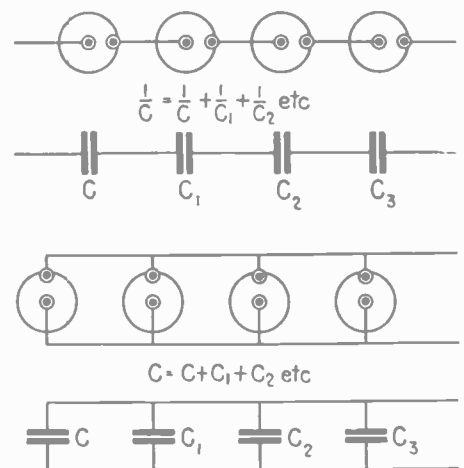 1/C = 1/C + 1/C₁ + 1/C₂ etc
C C₁ C₂ C₃
C = C + C₁ + C₂ etc
C C₁ C₂ C₃